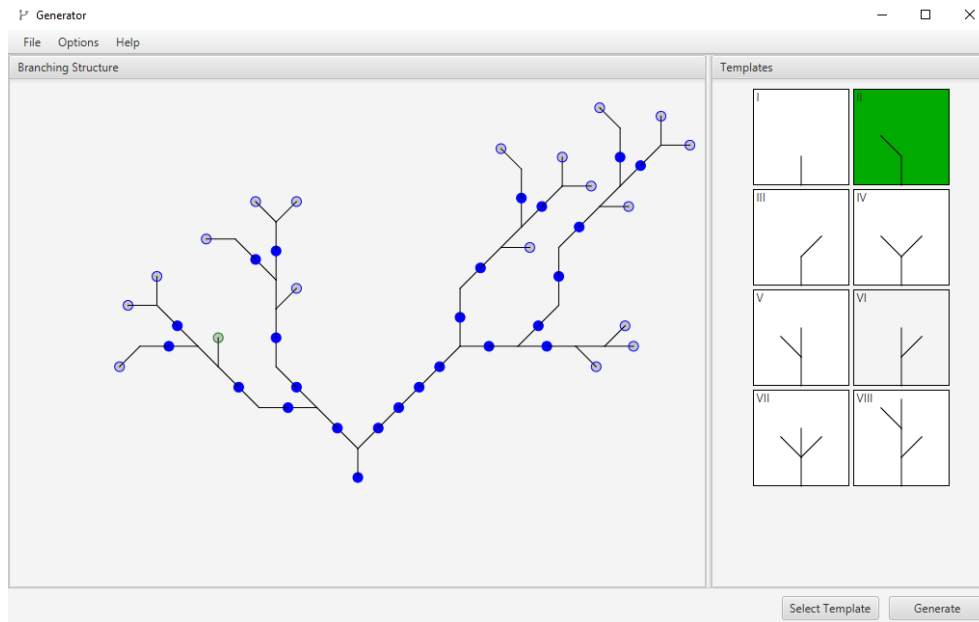 Generator
File Options Help
Branching Structure
Templates
I
II
III
IV
V
VI
VII
VIII
Select Template
Generate